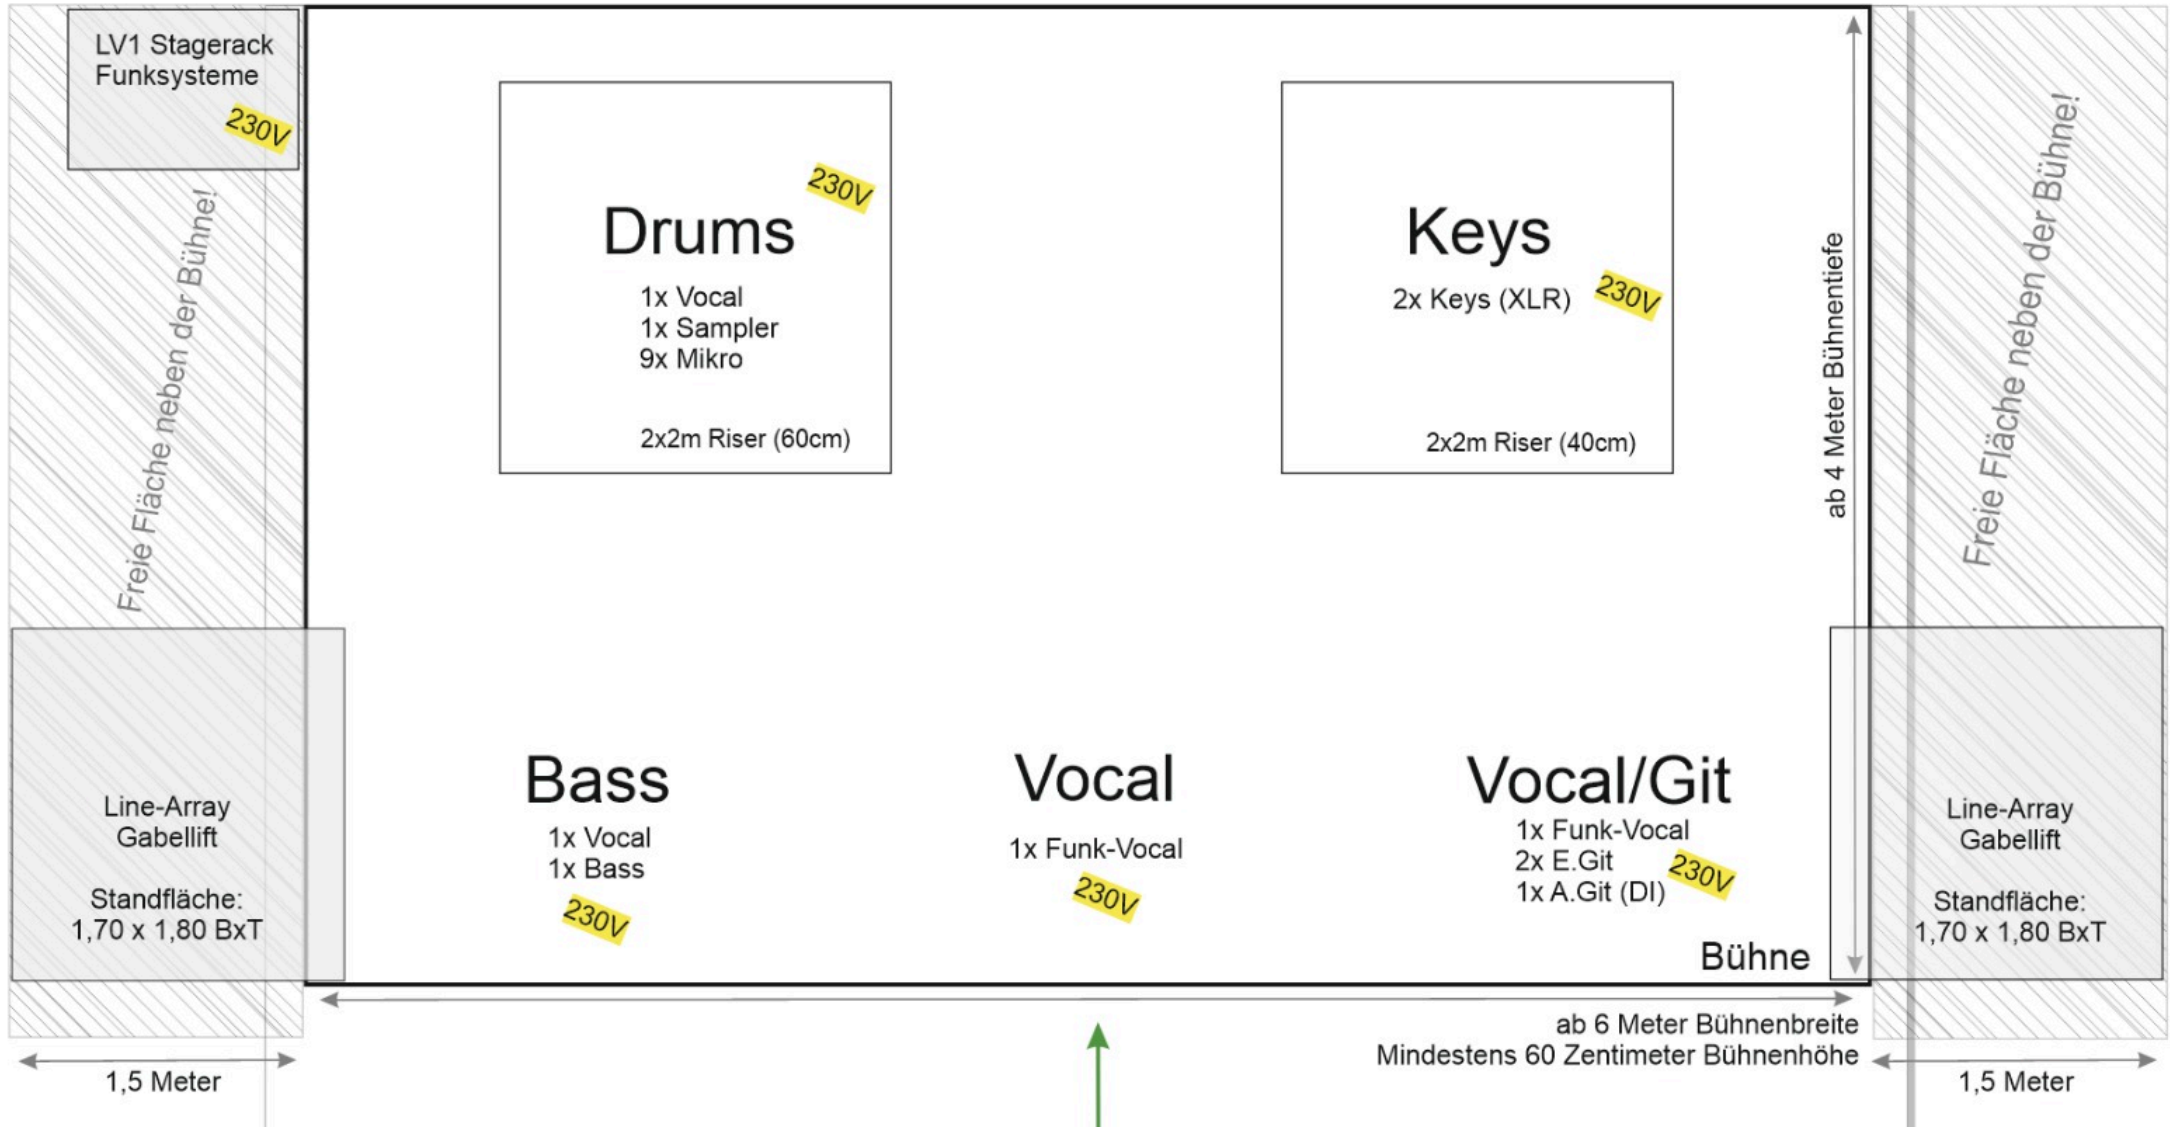 LV1 Stagerack
Funksysteme
230V
Freie Fläche neben der Bühne!
Drums
230V
1x Vocal
1x Sampler
9x Mikro
2x2m Riser (60cm)
Keys
2x Keys (XLR)
230V
2x2m Riser (40cm)
ab 4 Meter Bühnentiefe
Freie Fläche neben der Bühne!
Line-Array
Gabellift
Standfläche:
1,70 x 1,80 BxT
Bass
1x Vocal
1x Bass
230V
Vocal
1x Funk-Vocal
230V
Vocal/Git
1x Funk-Vocal
2x E.Git
1x A.Git (DI)
230V
Bühne
Line-Array
Gabellift
Standfläche:
1,70 x 1,80 BxT
ab 6 Meter Bühnenbreite
Mindestens 60 Zentimeter Bühnenhöhe
1,5 Meter
1,5 Meter